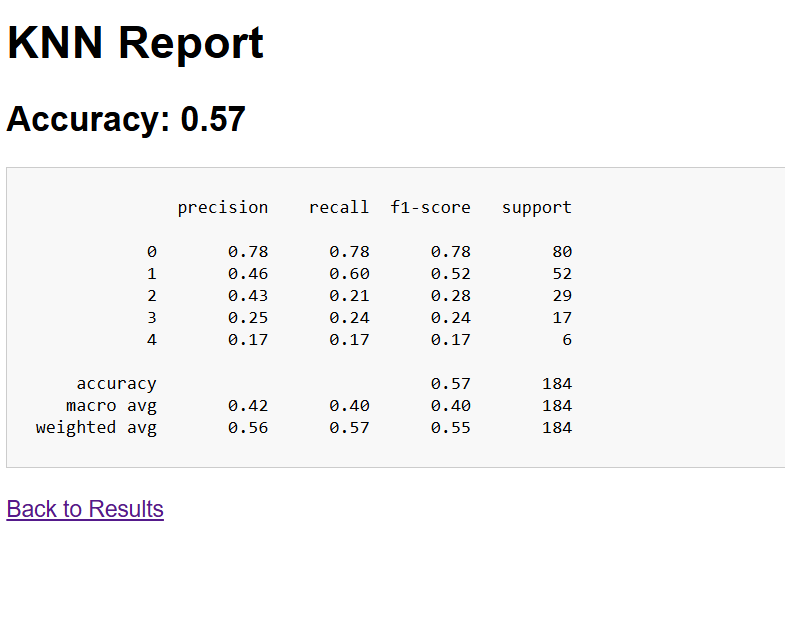 KNN Report
Accuracy: 0.57
precision recall f1-score support
0 0.78 0.78 0.78 80
1 0.46 0.60 0.52 52
2 0.43 0.21 0.28 29
3 0.25 0.24 0.24 17
4 0.17 0.17 0.17 6
accuracy 0.57 184
macro avg 0.42 0.40 0.40 184
weighted avg 0.56 0.57 0.55 184
Back to Results